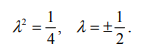 λ² = 1/4, λ = ± 1/2.